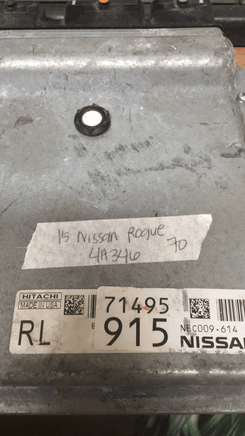 15 Nissan Rogue
4A346 70
HITACHI
MADE IN USA
71495
NEC009-614
RL 915 NISSAN